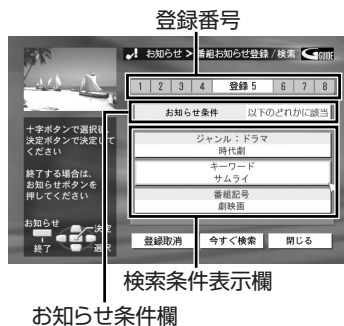 登録番号
お知らせ > 番組お知らせ登録 / 検索 G GUIDE
1 2 3 4 登録 5 6 7 8
お知らせ条件 以下のどれかに該当
十字ボタンで選択後、
決定ボタンで決定して
ください
終了する場合は、
お知らせボタンを
押してください
ジャンル：ドラマ
時代劇
キーワード
サムライ
番組記号
劇映画
お知らせ
決定
終了 選択
登録取消 今すぐ検索 閉じる
検索条件表示欄
お知らせ条件欄